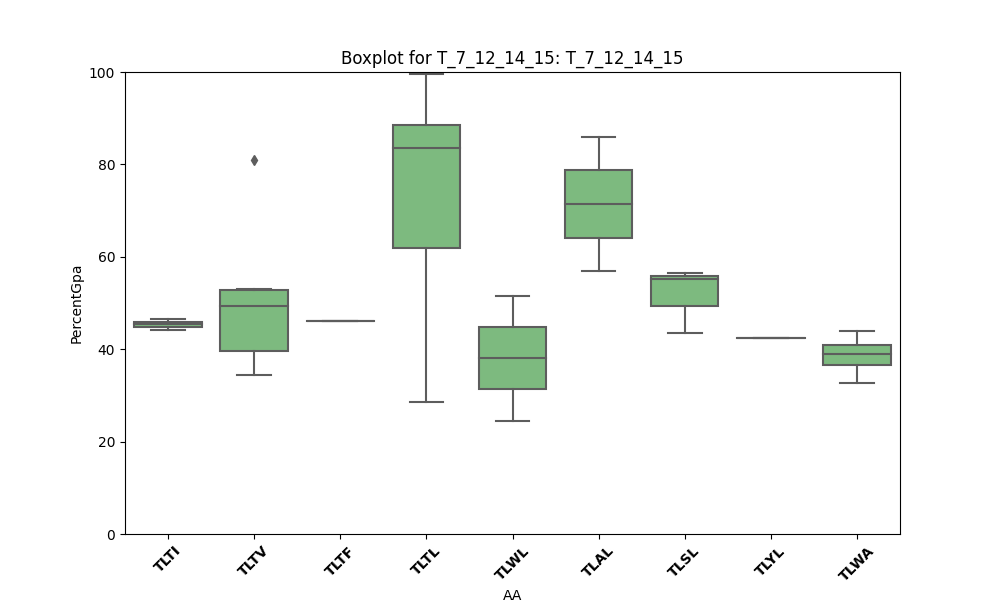 Boxplot for T_7_12_14_15: T_7_12_14_15
100
80
60
40
20
0
PercentGpa
TLTI TLTV TLTF TLTL TLWL TLAL TLSL TLYL TLWA
AA